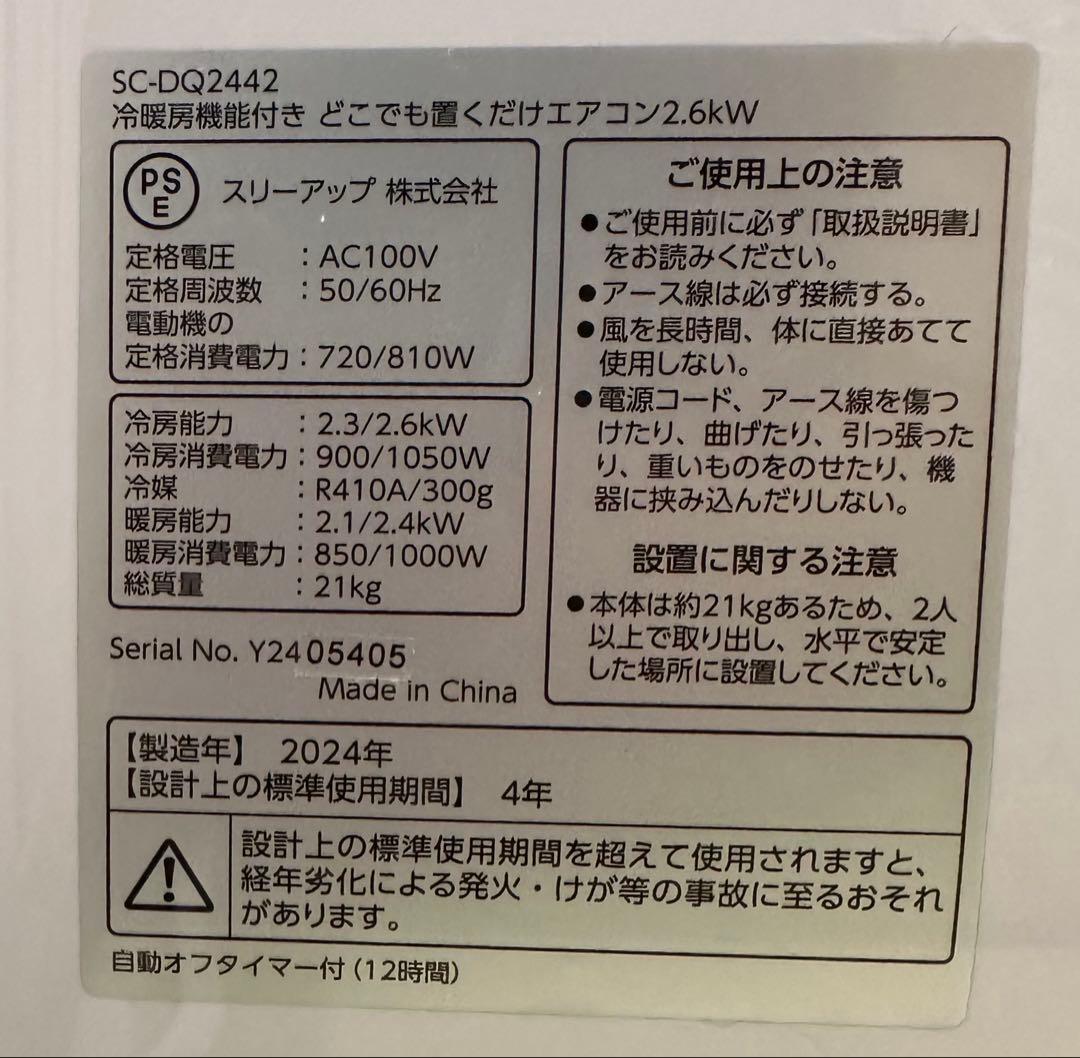 SC-DQ2442
冷暖房機能付き どこでも置くだけエアコン2.6kW
PSE
スリーアップ 株式会社
定格電圧 : AC100V
定格周波数 : 50/60Hz
電動機の
定格消費電力 : 720/810W
冷房能力 : 2.3/2.6kW
冷房消費電力 : 900/1050W
冷媒 : R410A/300g
暖房能力 : 2.1/2.4kW
暖房消費電力 : 850/1000W
総質量 : 21kg
Serial No. Y2405405
Made in China
ご使用上の注意
●ご使用前に必ず「取扱説明書」
をお読みください。
●アース線は必ず接続する。
●風を長時間、体に直接あてて
使用しない。
●電源コード、アース線を傷つ
けたり、曲げたり、引っ張った
り、重いものをのせたり、機
器に挟み込んだりしない。
設置に関する注意
●本体は約21kgあるため、2人
以上で取り出し、水平で安定
した場所に設置してください。
【製造年】 2024年
【設計上の標準使用期間】 4年
設計上の標準使用期間を超えて使用されますと、
経年劣化による発火・けが等の事故に至るおそれ
があります。
自動オフタイマー付(12時間)